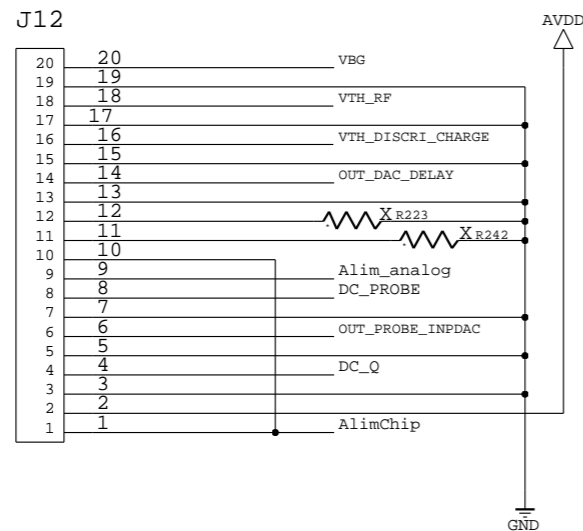 J12
AVDD
20 20 VBG
19 19
18 18 VTH_RF
17 17
16 16 VTH_DISCRI_CHARGE
15 15
14 14 OUT_DAC_DELAY
13 13
12 12 X R223
11 11 X R242
10 10
9 9 Alim_analog
8 8 DC_PROBE
7 7
6 6 OUT_PROBE_INPDAC
5 5
4 4 DC_Q
3 3
2 2
1 1 AlimChip
GND